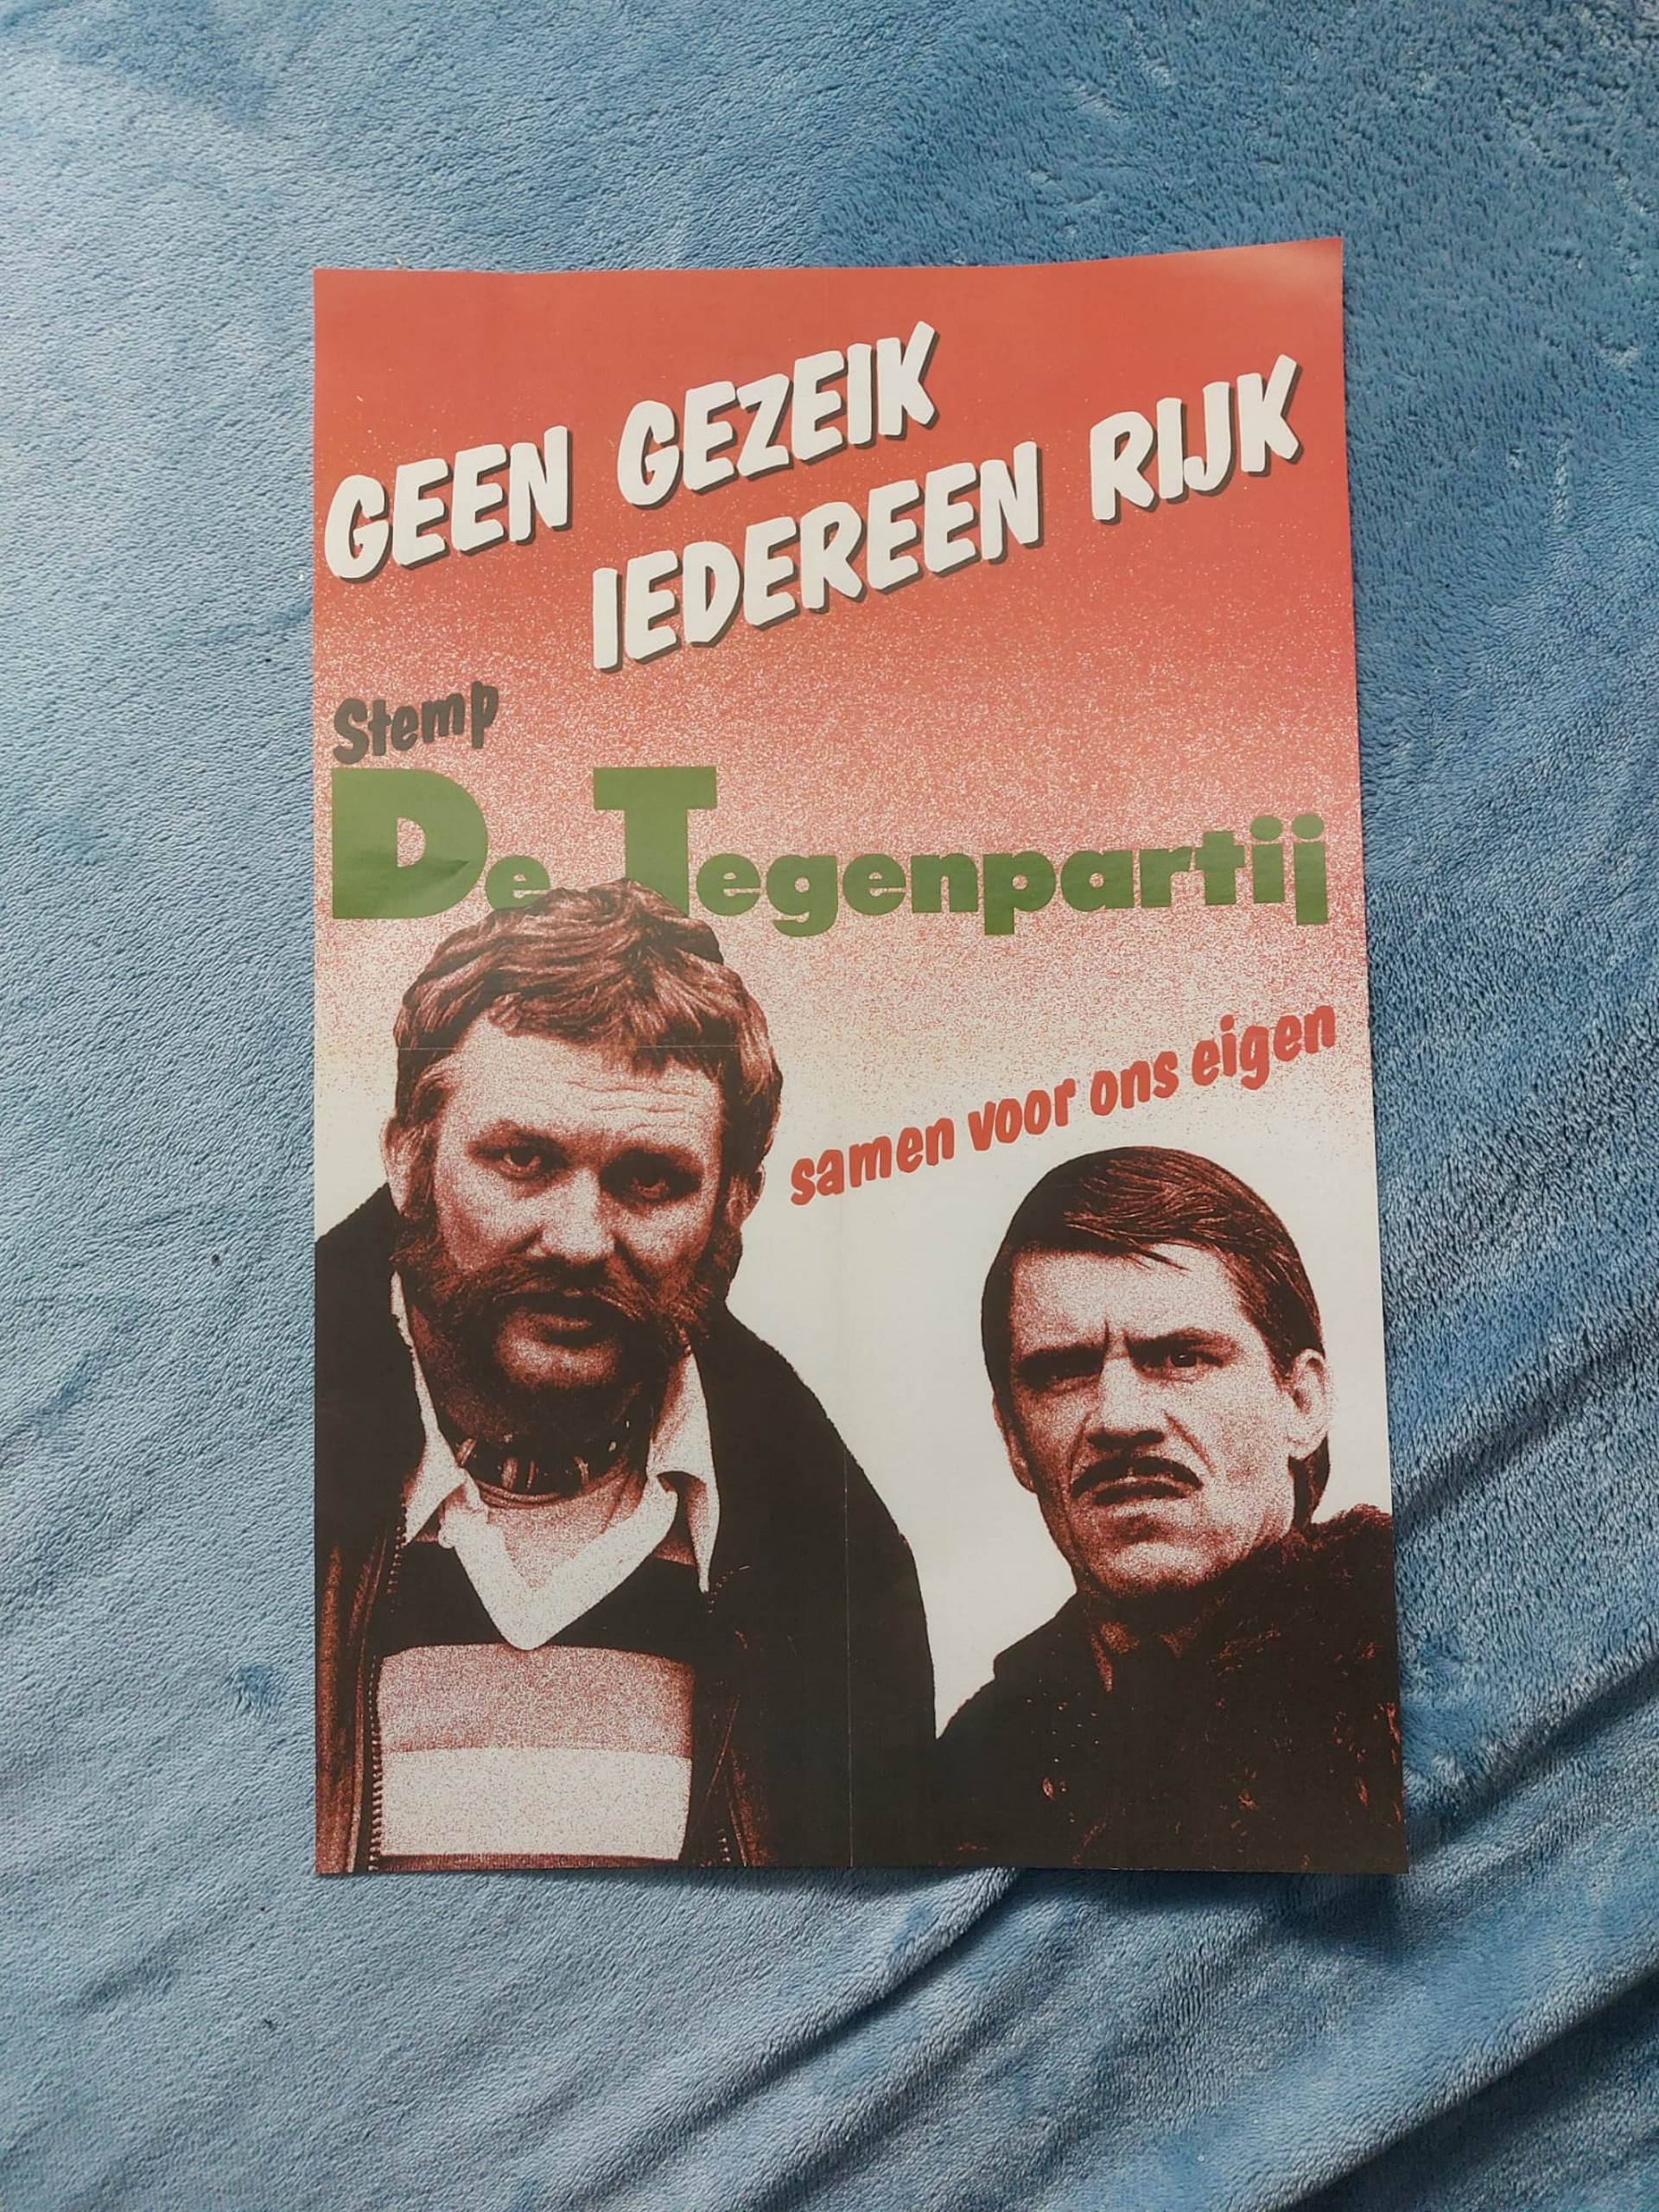 GEEN GEZEIK
IEDEREEN RIJK
Stemp
De Tegenpartij
samen voor ons eigen